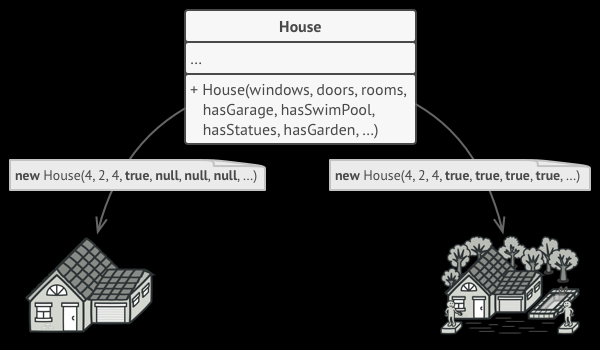 House
...
+ House(windows, doors, rooms,
hasGarage, hasSwimPool,
hasStatues, hasGarden, ...)
new House(4, 2, 4, true, null, null, null, ...)
new House(4, 2, 4, true, true, true, true, ...)